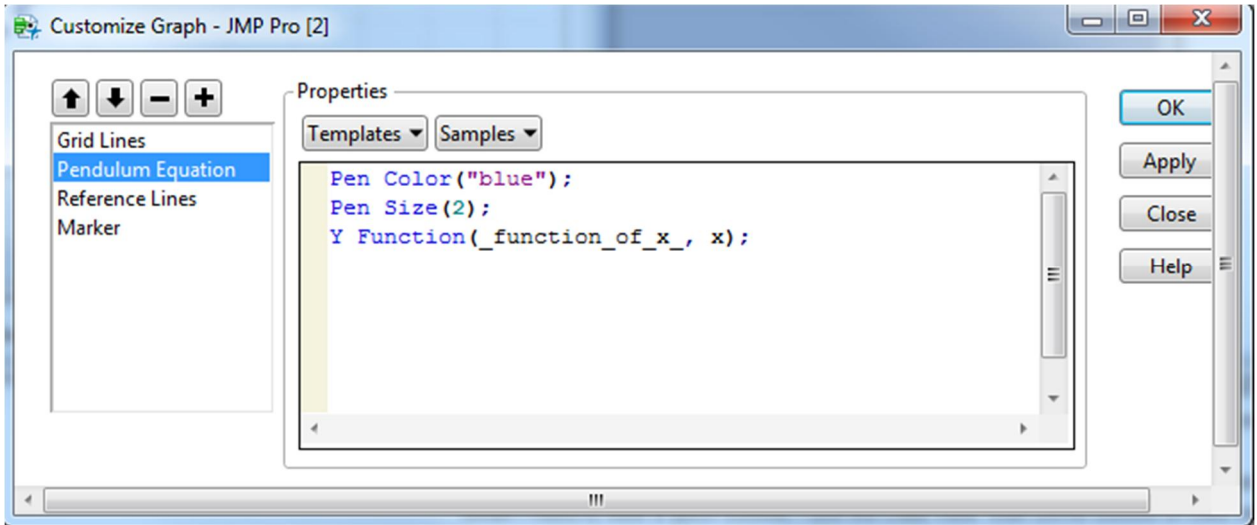 Customize Graph - JMP Pro [2]
Grid Lines
Pendulum Equation
Reference Lines
Marker
Properties
Templates Samples
Pen Color("blue");
Pen Size(2);
Y Function(_function_of_x_, x);
OK
Apply
Close
Help